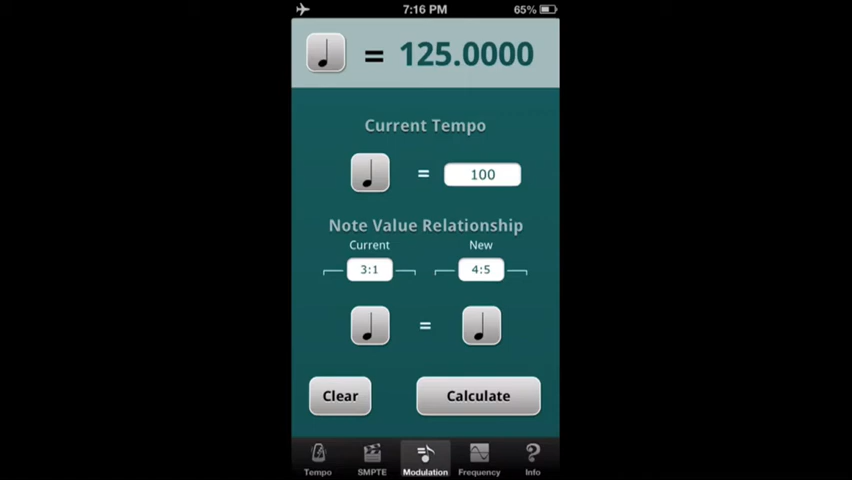 7:16 PM 65%
= 125.0000
Current Tempo
= 100
Note Value Relationship
Current New
3:1 4:5
=
Clear Calculate
Tempo SMPTE Modulation Frequency Info